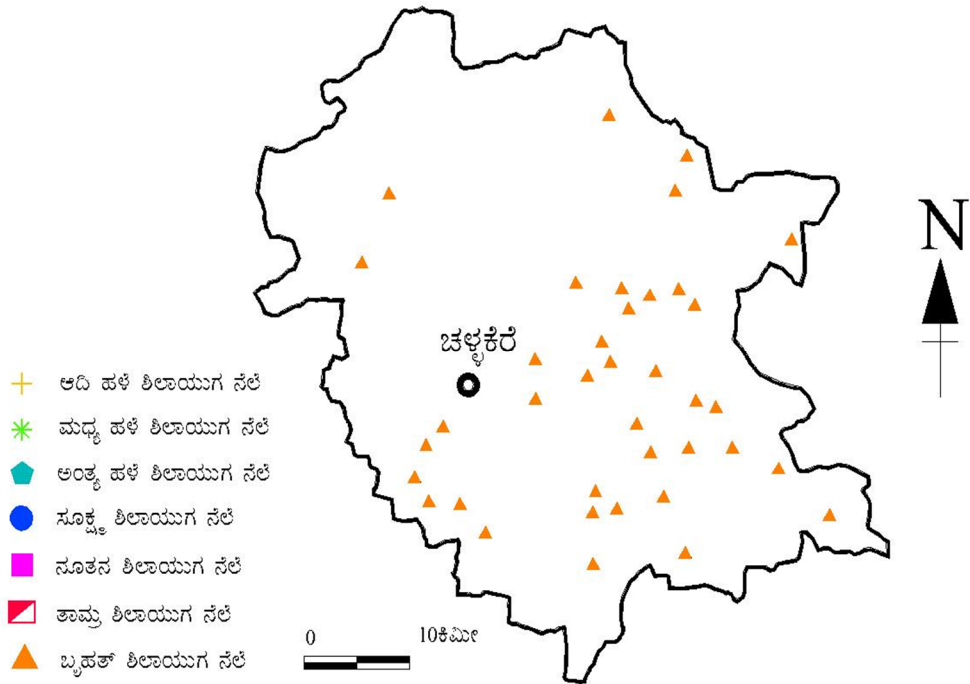 N
ಚಳ್ಳಕೆರೆ
ಆದಿ ಹಳೆ ಶಿಲಾಯುಗ ನೆಲೆ
ಮಧ್ಯ ಹಳೆ ಶಿಲಾಯುಗ ನೆಲೆ
ಅಂತ್ಯ ಹಳೆ ಶಿಲಾಯುಗ ನೆಲೆ
ಸೂಕ್ಷ್ಮ ಶಿಲಾಯುಗ ನೆಲೆ
ನೂತನ ಶಿಲಾಯುಗ ನೆಲೆ
ತಾಮ್ರ ಶಿಲಾಯುಗ ನೆಲೆ
ಬೃಹತ್ ಶಿಲಾಯುಗ ನೆಲೆ
0 10ಕಿಮೀ